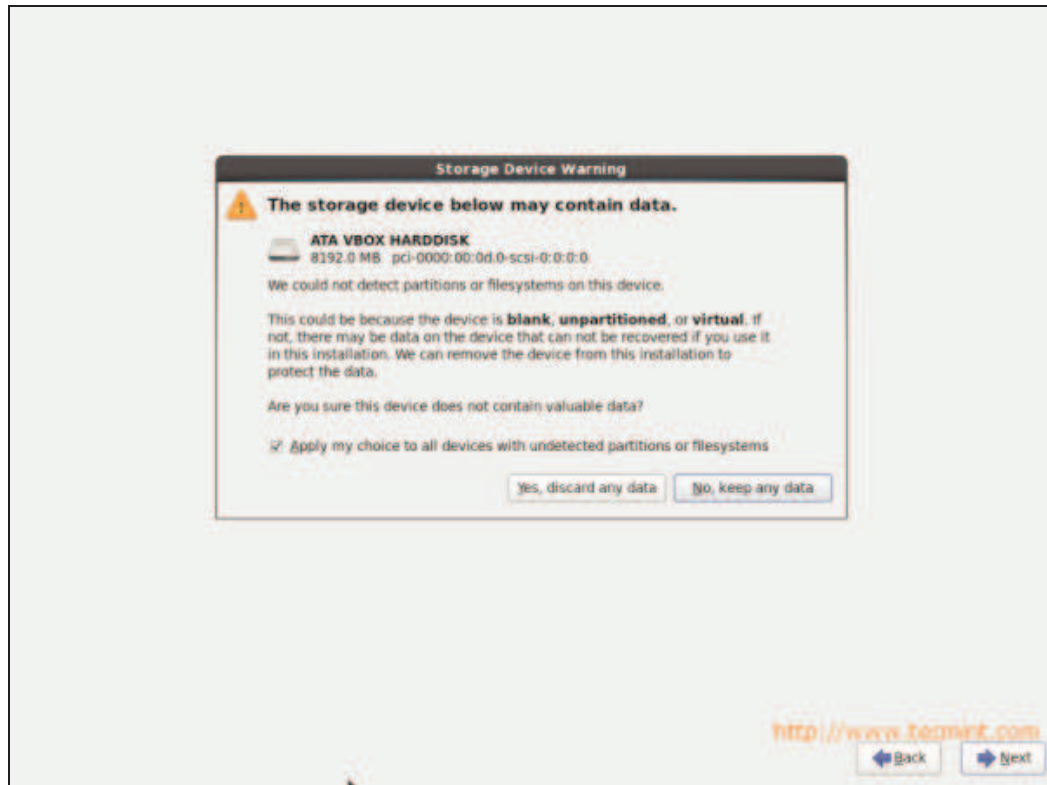 Storage Device Warning
The storage device below may contain data.
ATA VBOX HARDDISK
8192.0 MB pci-0000:00:0d.0-scsi-0:0:0:0
We could not detect partitions or filesystems on this device.
This could be because the device is blank, unpartitioned, or virtual. If
not, there may be data on the device that can not be recovered if you use it
in this installation. We can remove the device from this installation to
protect the data.
Are you sure this device does not contain valuable data?
Apply my choice to all devices with undetected partitions or filesystems
Yes, discard any data No, keep any data
http://www.tecmint.com
Back Next